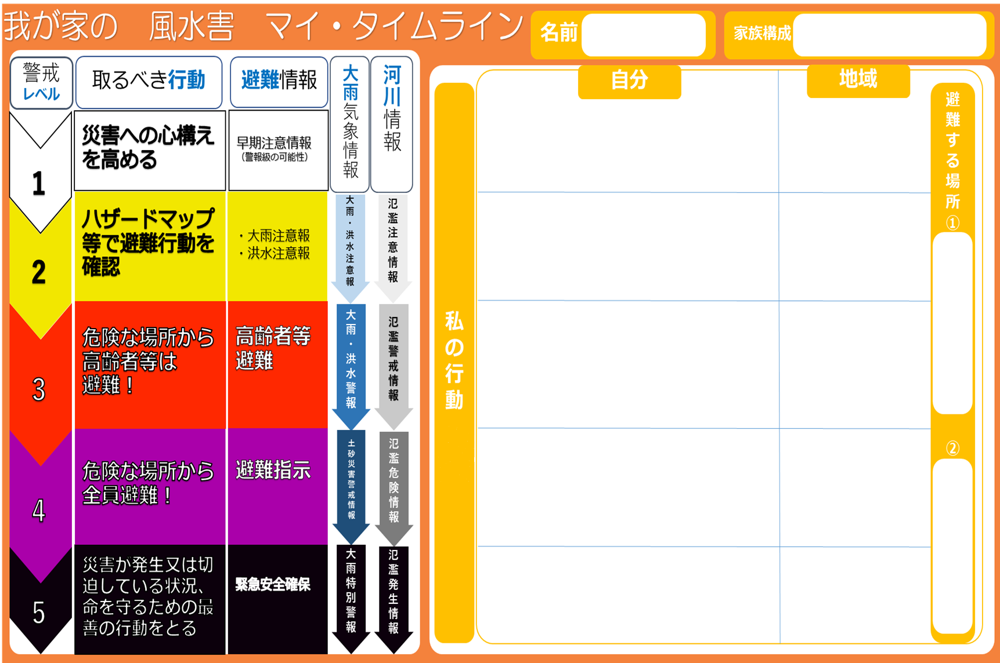 我が家の　風水害　マイ・タイムライン
名前
家族構成
警戒
レベル
取るべき行動
避難情報
大雨気象情報
河川情報
1
災害への心構え
を高める
早期注意情報
（警報級の可能性）
2
ハザードマップ
等で避難行動を
確認
・大雨注意報
・洪水注意報
大雨・洪水注意報
氾濫注意情報
3
危険な場所から
高齢者等は
避難！
高齢者等
避難
大雨・洪水警報
氾濫警戒情報
4
危険な場所から
全員避難！
避難指示
土砂災害警戒情報
氾濫危険情報
5
災害が発生又は切
迫している状況、
命を守るための最
善の行動をとる
緊急安全確保
大雨特別警報
氾濫発生情報
私の行動
自分
地域
避難する場所①
②